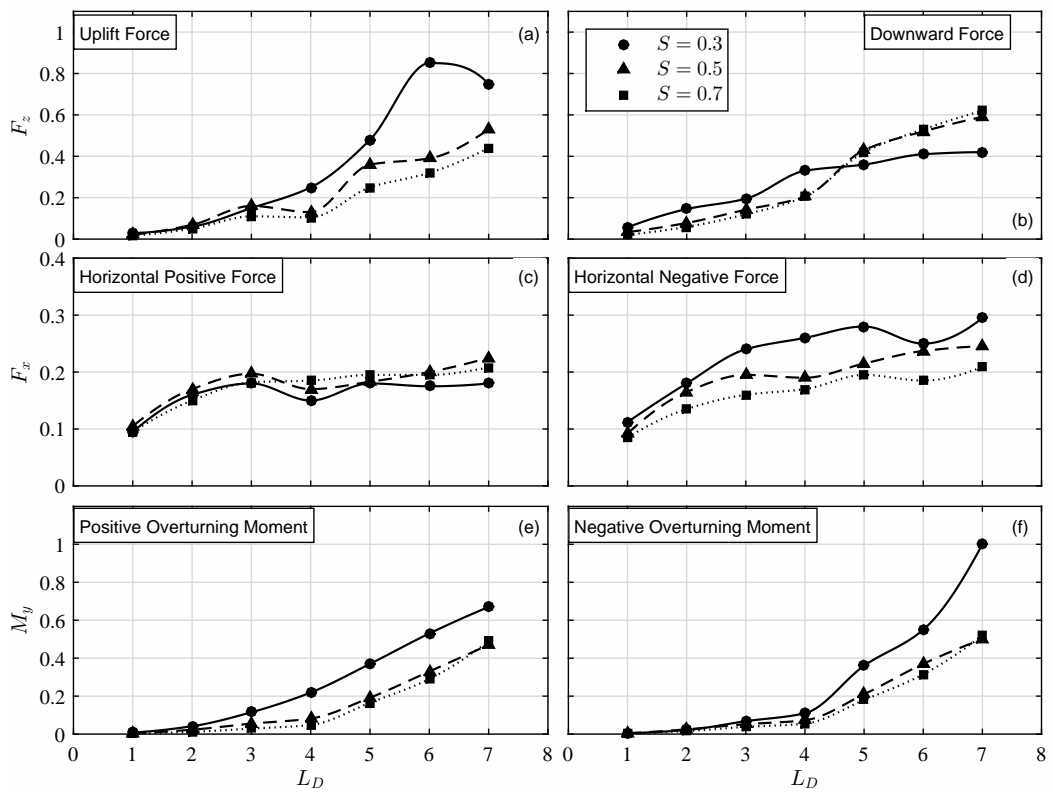 Uplift Force
(a)
1
0.8
0.6
0.4
0.2
0
F_z
S = 0.3
S = 0.5
S = 0.7
Downward Force
(b)
Horizontal Positive Force
(c)
0.4
0.3
0.2
0.1
0
F_x
Horizontal Negative Force
(d)
Positive Overturning Moment
(e)
1
0.8
0.6
0.4
0.2
0
M_y
0 1 2 3 4 5 6 7 8
L_D
Negative Overturning Moment
(f)
0 1 2 3 4 5 6 7 8
L_D